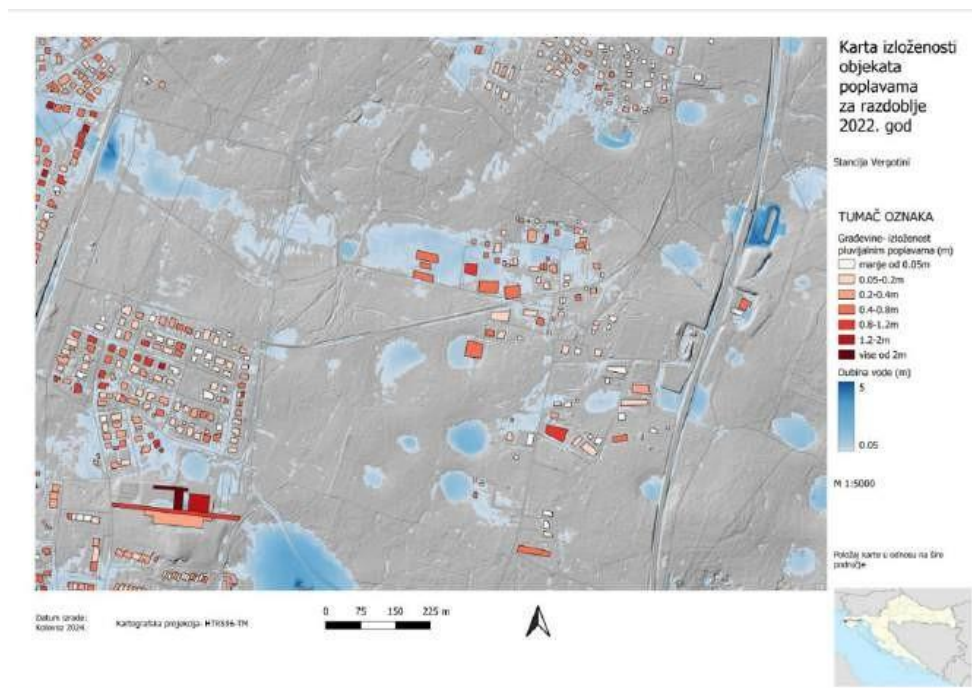 Karta izloženosti
objekata
poplavama
za razdoblje
2022. god
Stancija Vergotini
TUMAČ OZNAKA
Građevine- izloženost
pluvijalnim poplavama (m)
manje od 0.05m
0.05-0.2m
0.2-0.4m
0.4-0.8m
0.8-1.2m
1.2-2m
vise od 2m
Dubina vode (m)
5
0.05
M 1:5000
Položaj karte u odnosu na šire
područje
Datum izrade:
Kolovoz 2024.
Kartografska projekcija- HTRS96-TM
0 75 150 225 m